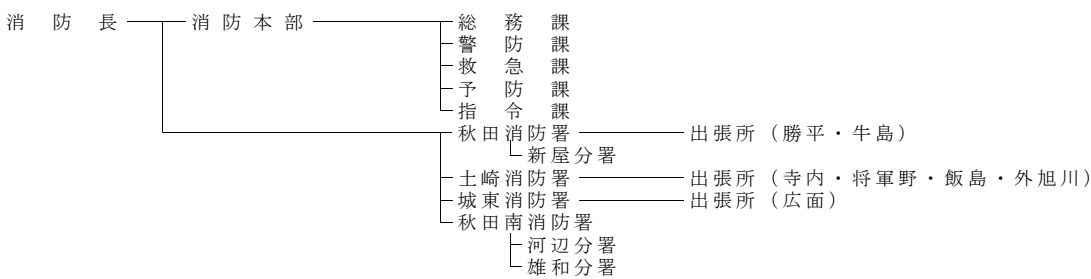 消防長 消防本部 総務課
警防課
救急課
予防課
指令課
秋田消防署 出張所（勝平・牛島）
新屋分署
土崎消防署 出張所（寺内・将軍野・飯島・外旭川）
城東消防署 出張所（広面）
秋田南消防署
河辺分署
雄和分署